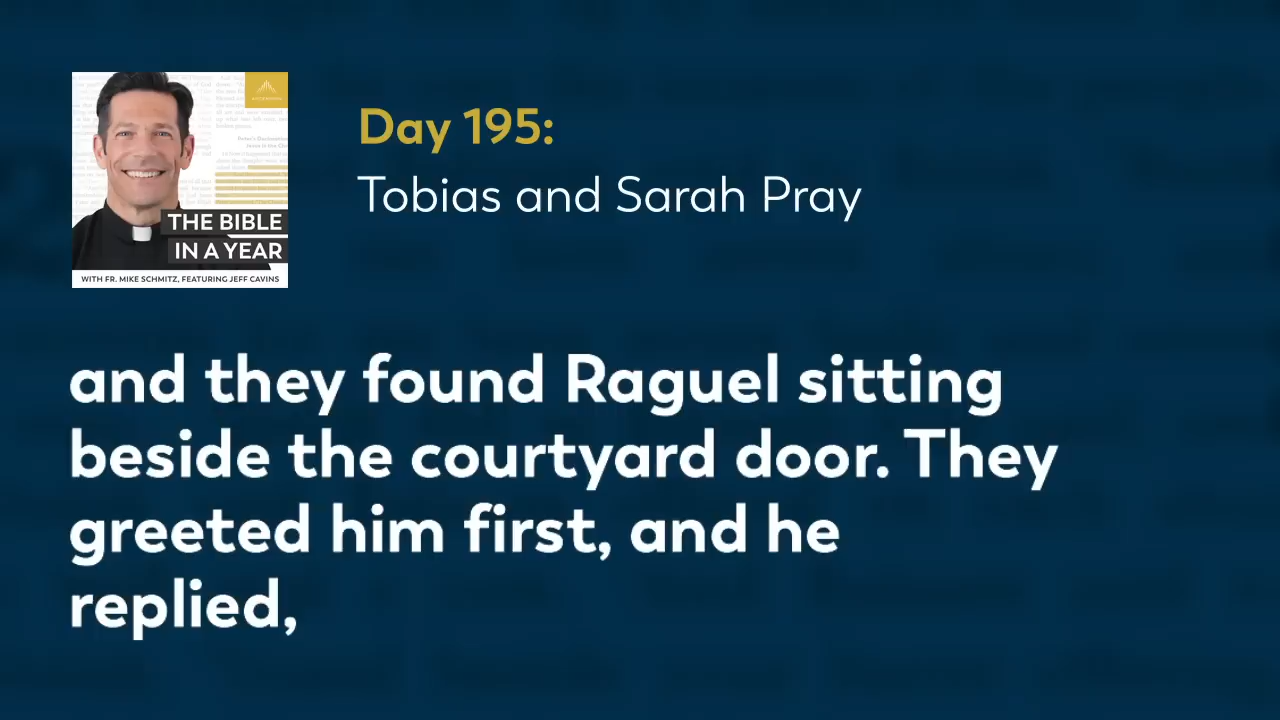 Day 195:
Tobias and Sarah Pray
THE BIBLE
IN A YEAR
WITH FR. MIKE SCHMITZ, FEATURING JEFF CAVINS
and they found Raguel sitting
beside the courtyard door. They
greeted him first, and he
replied,